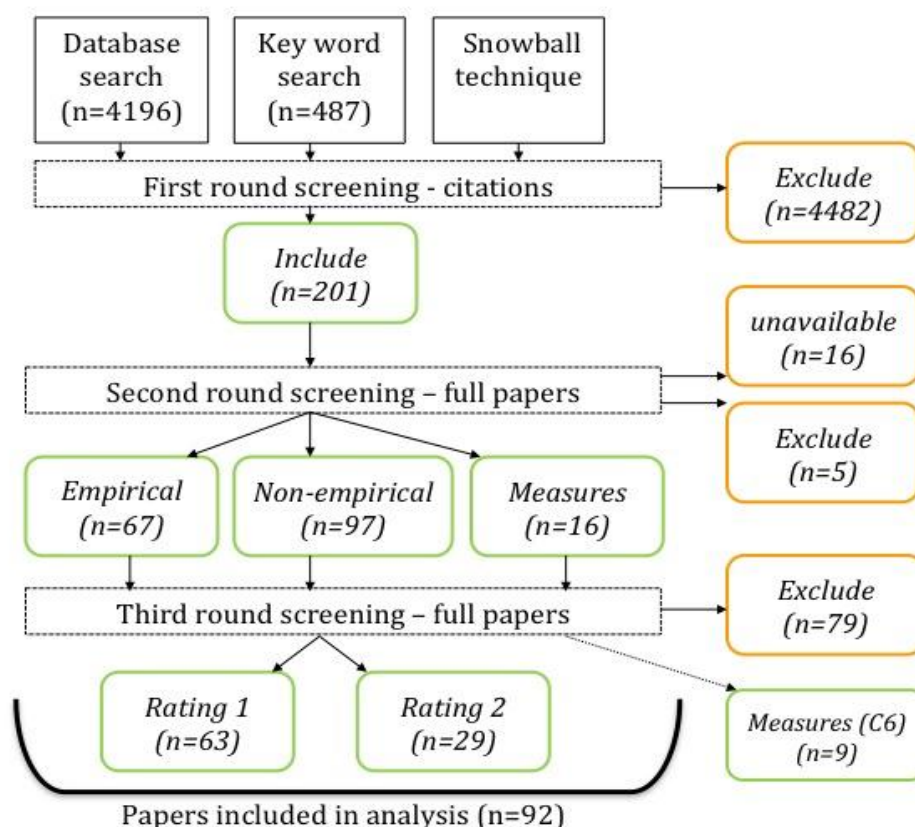 Database
search
(n=4196)
Key word
search
(n=487)
Snowball
technique
First round screening - citations
Exclude
(n=4482)
Include
(n=201)
unavailable
(n=16)
Second round screening – full papers
Exclude
(n=5)
Empirical
(n=67)
Non-empirical
(n=97)
Measures
(n=16)
Third round screening – full papers
Exclude
(n=79)
Rating 1
(n=63)
Rating 2
(n=29)
Measures (C6)
(n=9)
Papers included in analysis (n=92)